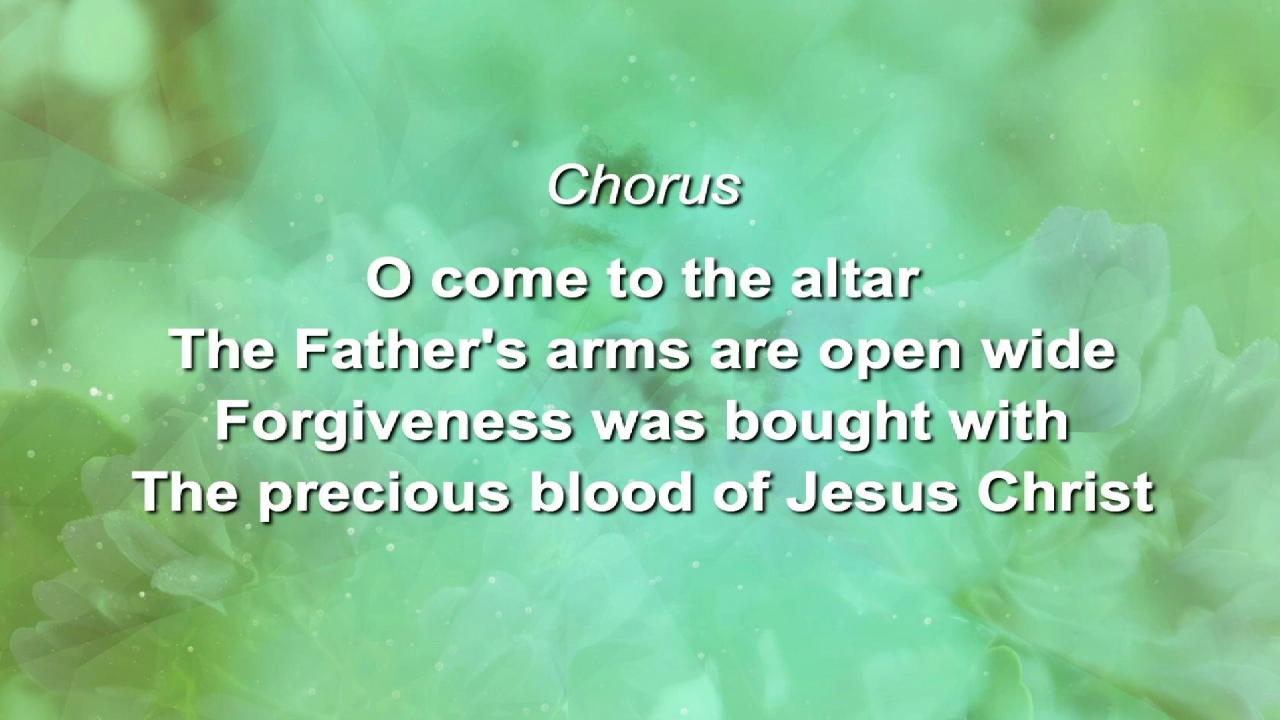 Chorus
O come to the altar
The Father's arms are open wide
Forgiveness was bought with
The precious blood of Jesus Christ